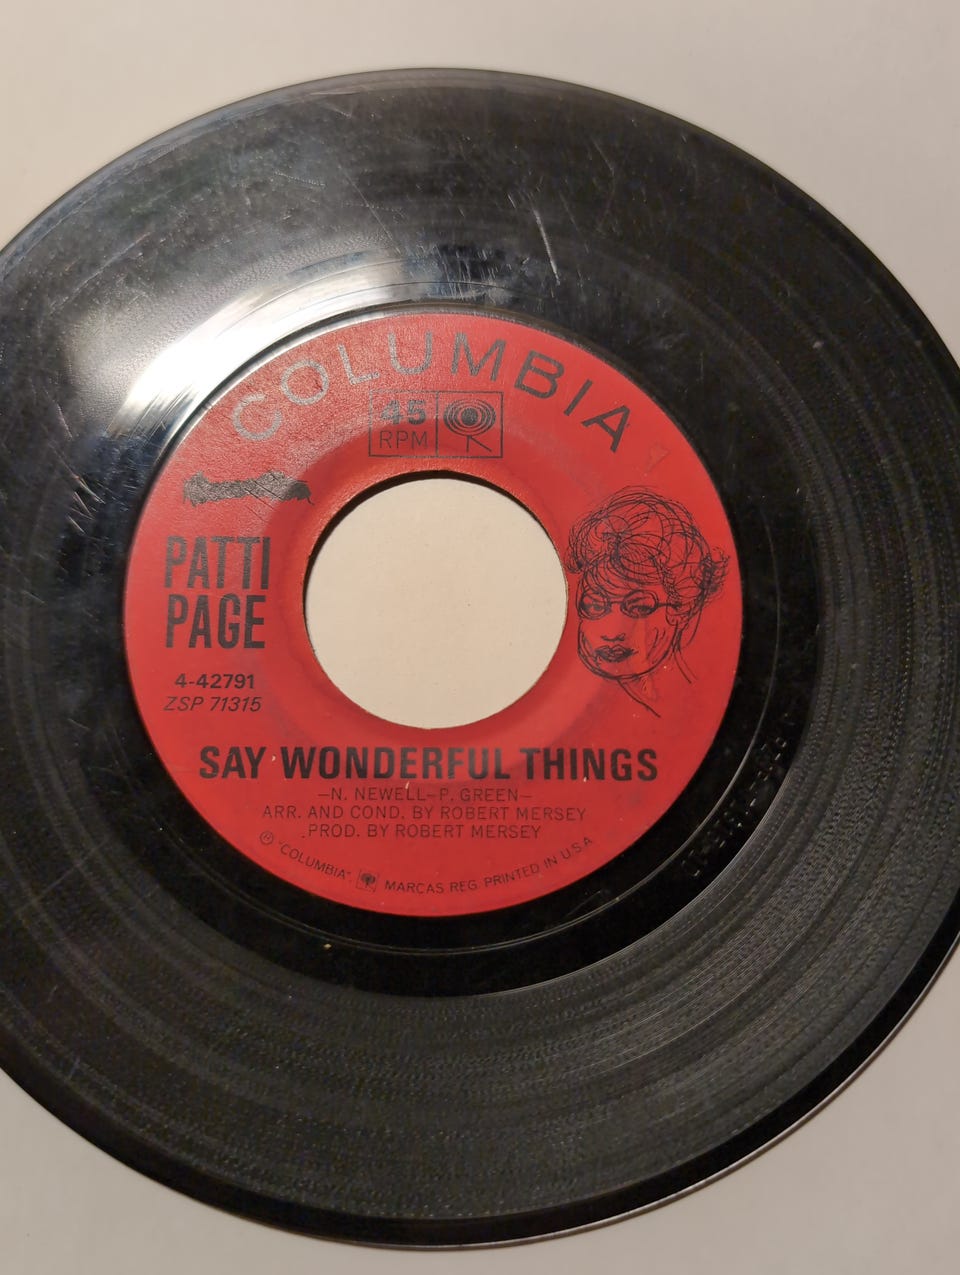 COLUMBIA
45
RPM
PATTI
PAGE
4-42791
ZSP 71315
SAY WONDERFUL THINGS
—N. NEWELL–P. GREEN—
ARR. AND COND. BY ROBERT MERSEY
PROD. BY ROBERT MERSEY
Ⓡ "COLUMBIA", MARCAS REG. PRINTED IN U.S.A